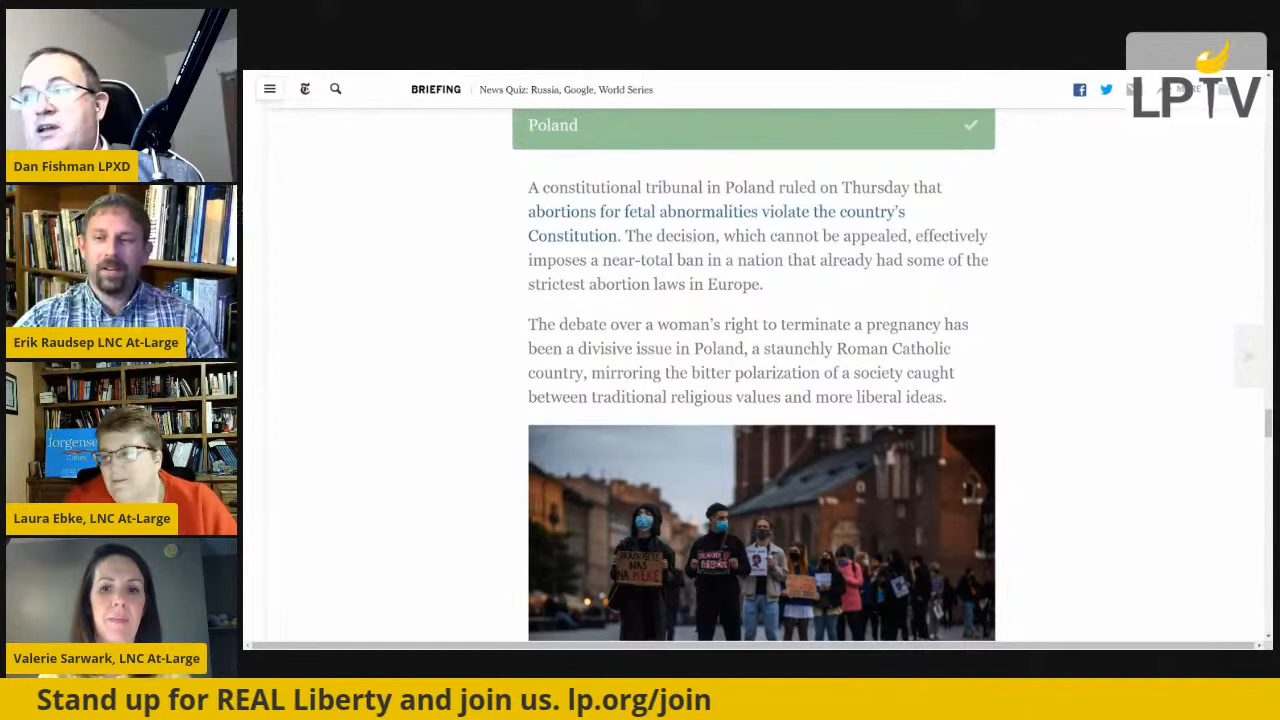 Dan Fishman LPXD
Erik Raudsep LNC At-Large
Jorgensen
Laura Ebke, LNC At-Large
Valerie Sarwark, LNC At-Large
BRIEFING
News Quiz: Russia, Google, World Series
MORE
LPTV
Poland
A constitutional tribunal in Poland ruled on Thursday that
abortions for fetal abnormalities violate the country's
Constitution. The decision, which cannot be appealed, effectively
imposes a near-total ban in a nation that already had some of the
strictest abortion laws in Europe.
The debate over a woman's right to terminate a pregnancy has
been a divisive issue in Poland, a staunchly Roman Catholic
country, mirroring the bitter polarization of a society caught
between traditional religious values and more liberal ideas.
NAS
NA MĘKĘ
Stand up for REAL Liberty and join us. lp.org/join